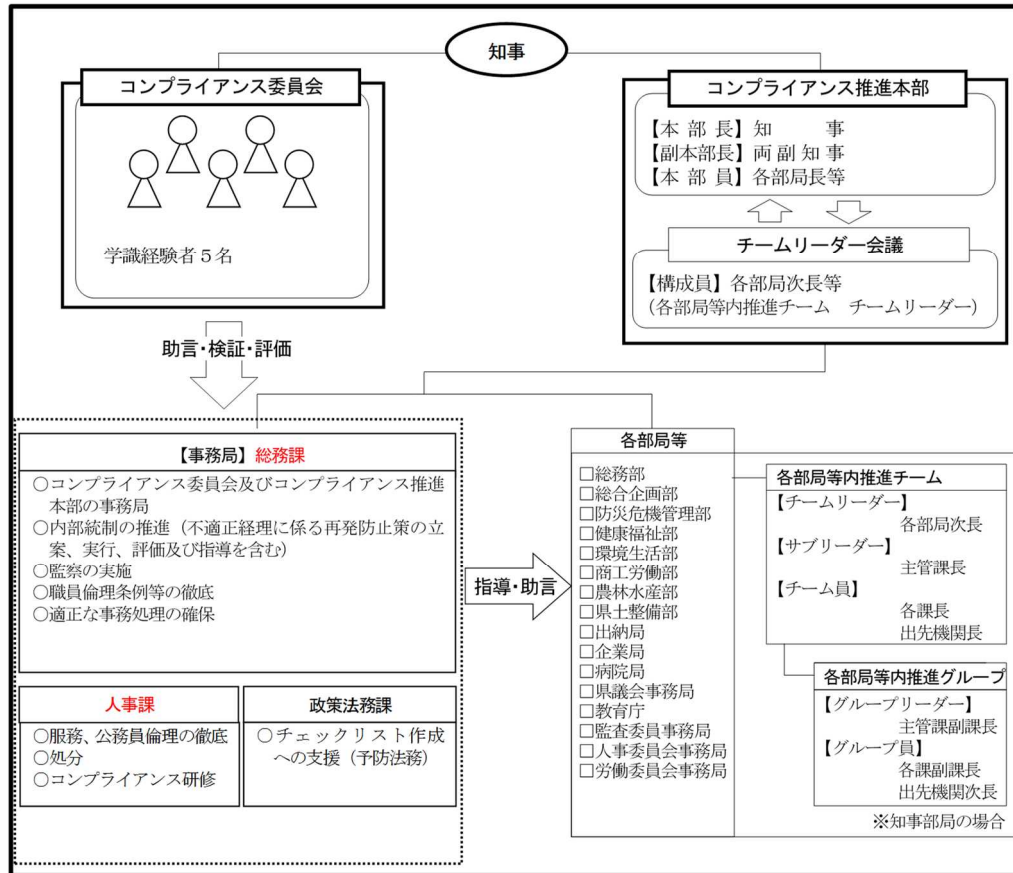 知事
コンプライアンス委員会
学識経験者5名
コンプライアンス推進本部
【本 部 長】知　　事
【副本部長】両副知事
【本 部 員】各部局長等
チームリーダー会議
【構成員】各部局次長等
（各部局等内推進チーム　チームリーダー）
助言・検証・評価
【事務局】総務課
○コンプライアンス委員会及びコンプライアンス推進
本部の事務局
○内部統制の推進（不適正経理に係る再発防止策の立
案、実行、評価及び指導を含む）
○監察の実施
○職員倫理条例等の徹底
○適正な事務処理の確保
人事課
○服務、公務員倫理の徹底
○処分
○コンプライアンス研修
政策法務課
○チェックリスト作成
への支援（予防法務）
指導・助言
各部局等
□総務部
□総合企画部
□防災危機管理部
□健康福祉部
□環境生活部
□商工労働部
□農林水産部
□県土整備部
□出納局
□企業局
□病院局
□県議会事務局
□教育庁
□監査委員事務局
□人事委員会事務局
□労働委員会事務局
各部局等内推進チーム
【チームリーダー】
各部局次長
【サブリーダー】
主管課長
【チーム員】
各課長
出先機関長
各部局等内推進グループ
【グループリーダー】
主管課副課長
【グループ員】
各課副課長
出先機関次長
※知事部局の場合